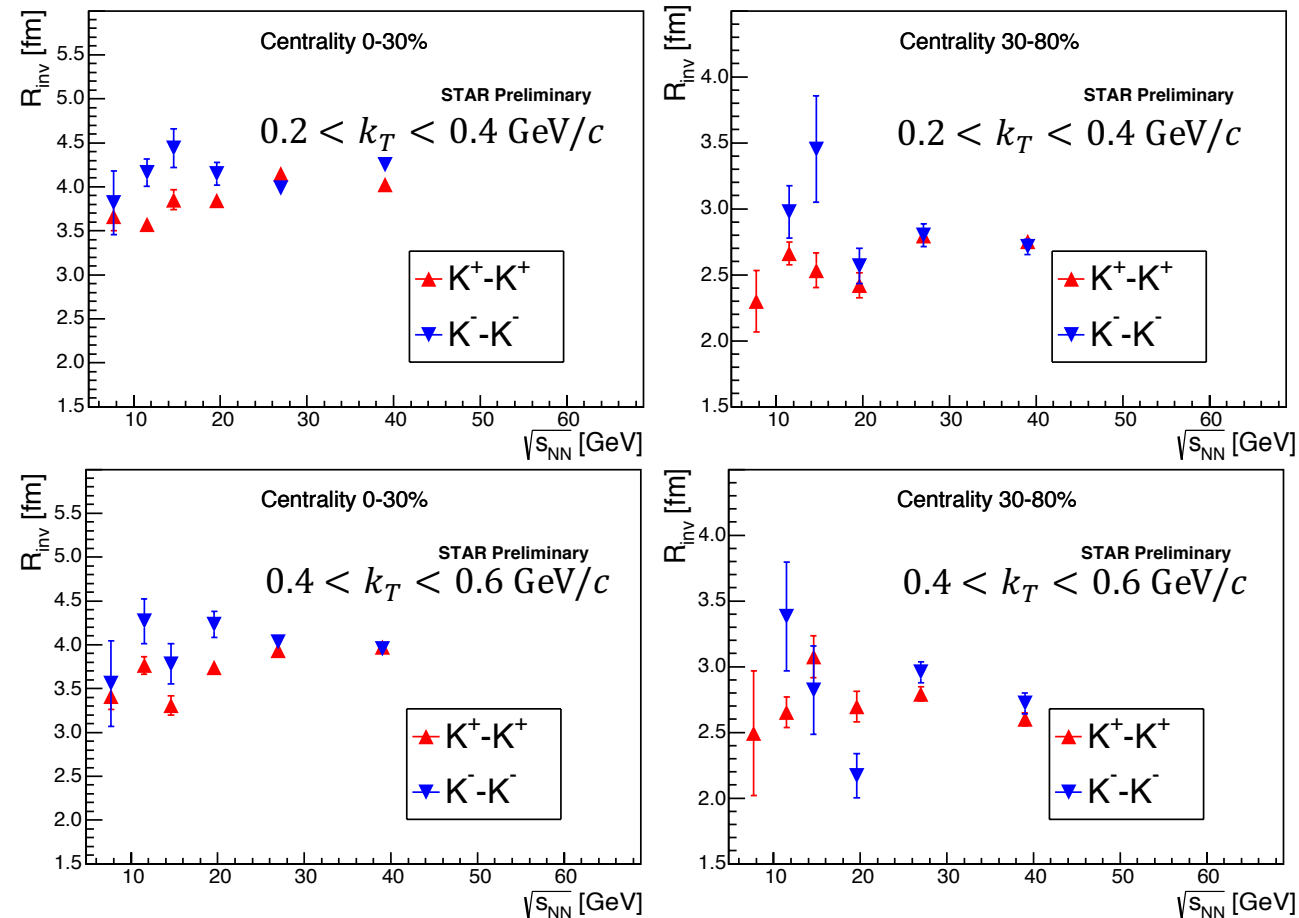 R_inv [fm]
Centrality 0-30%
STAR Preliminary
0.2 < k_T < 0.4 GeV/c
5.5
5.0
4.5
4.0
3.5
3.0
2.5
2.0
1.5
K⁺-K⁺
K⁻-K⁻
10 20 30 40 50 60
√s_NN [GeV]
R_inv [fm]
Centrality 30-80%
STAR Preliminary
0.2 < k_T < 0.4 GeV/c
4.0
3.5
3.0
2.5
2.0
1.5
K⁺-K⁺
K⁻-K⁻
10 20 30 40 50 60
√s_NN [GeV]
R_inv [fm]
Centrality 0-30%
STAR Preliminary
0.4 < k_T < 0.6 GeV/c
5.5
5.0
4.5
4.0
3.5
3.0
2.5
2.0
1.5
K⁺-K⁺
K⁻-K⁻
10 20 30 40 50 60
√s_NN [GeV]
R_inv [fm]
Centrality 30-80%
STAR Preliminary
0.4 < k_T < 0.6 GeV/c
4.0
3.5
3.0
2.5
2.0
1.5
K⁺-K⁺
K⁻-K⁻
10 20 30 40 50 60
√s_NN [GeV]